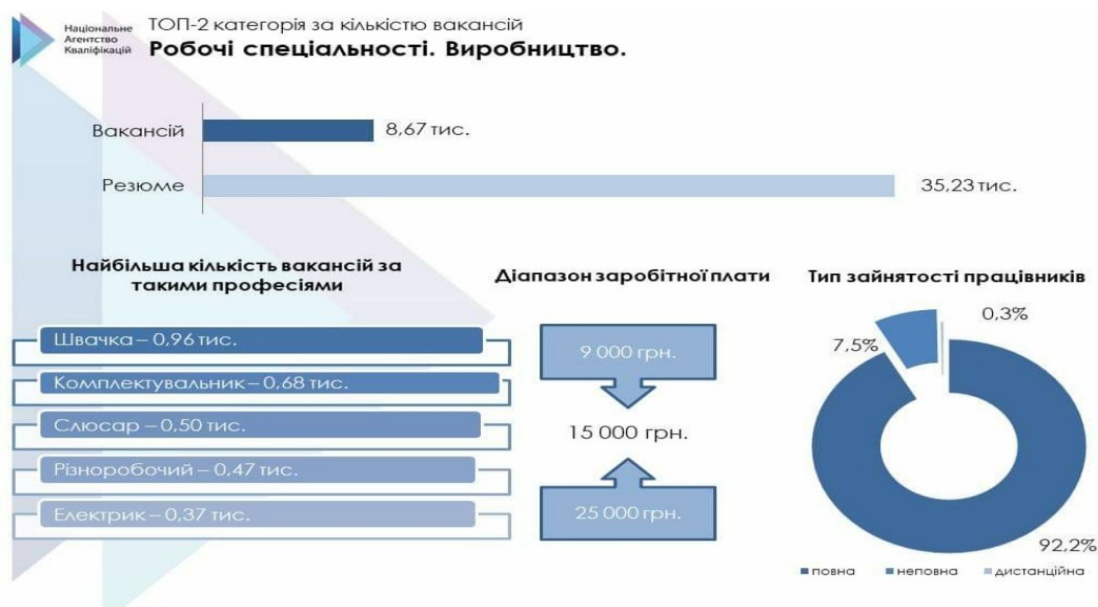 Національне
Агентство
Кваліфікацій
ТОП-2 категорія за кількістю вакансій
Робочі спеціальності. Виробництво.
Вакансій
8,67 тис.
Резюме
35,23 тис.
Найбільша кількість вакансій за
такими професіями
Швачка – 0,96 тис.
Комплектувальник – 0,68 тис.
Слюсар – 0,50 тис.
Різноробочий – 0,47 тис.
Електрик – 0,37 тис.
Діапазон заробітної плати
9 000 грн.
15 000 грн.
25 000 грн.
Тип зайнятості працівників
0,3%
7,5%
92,2%
повна неповна дистанційна